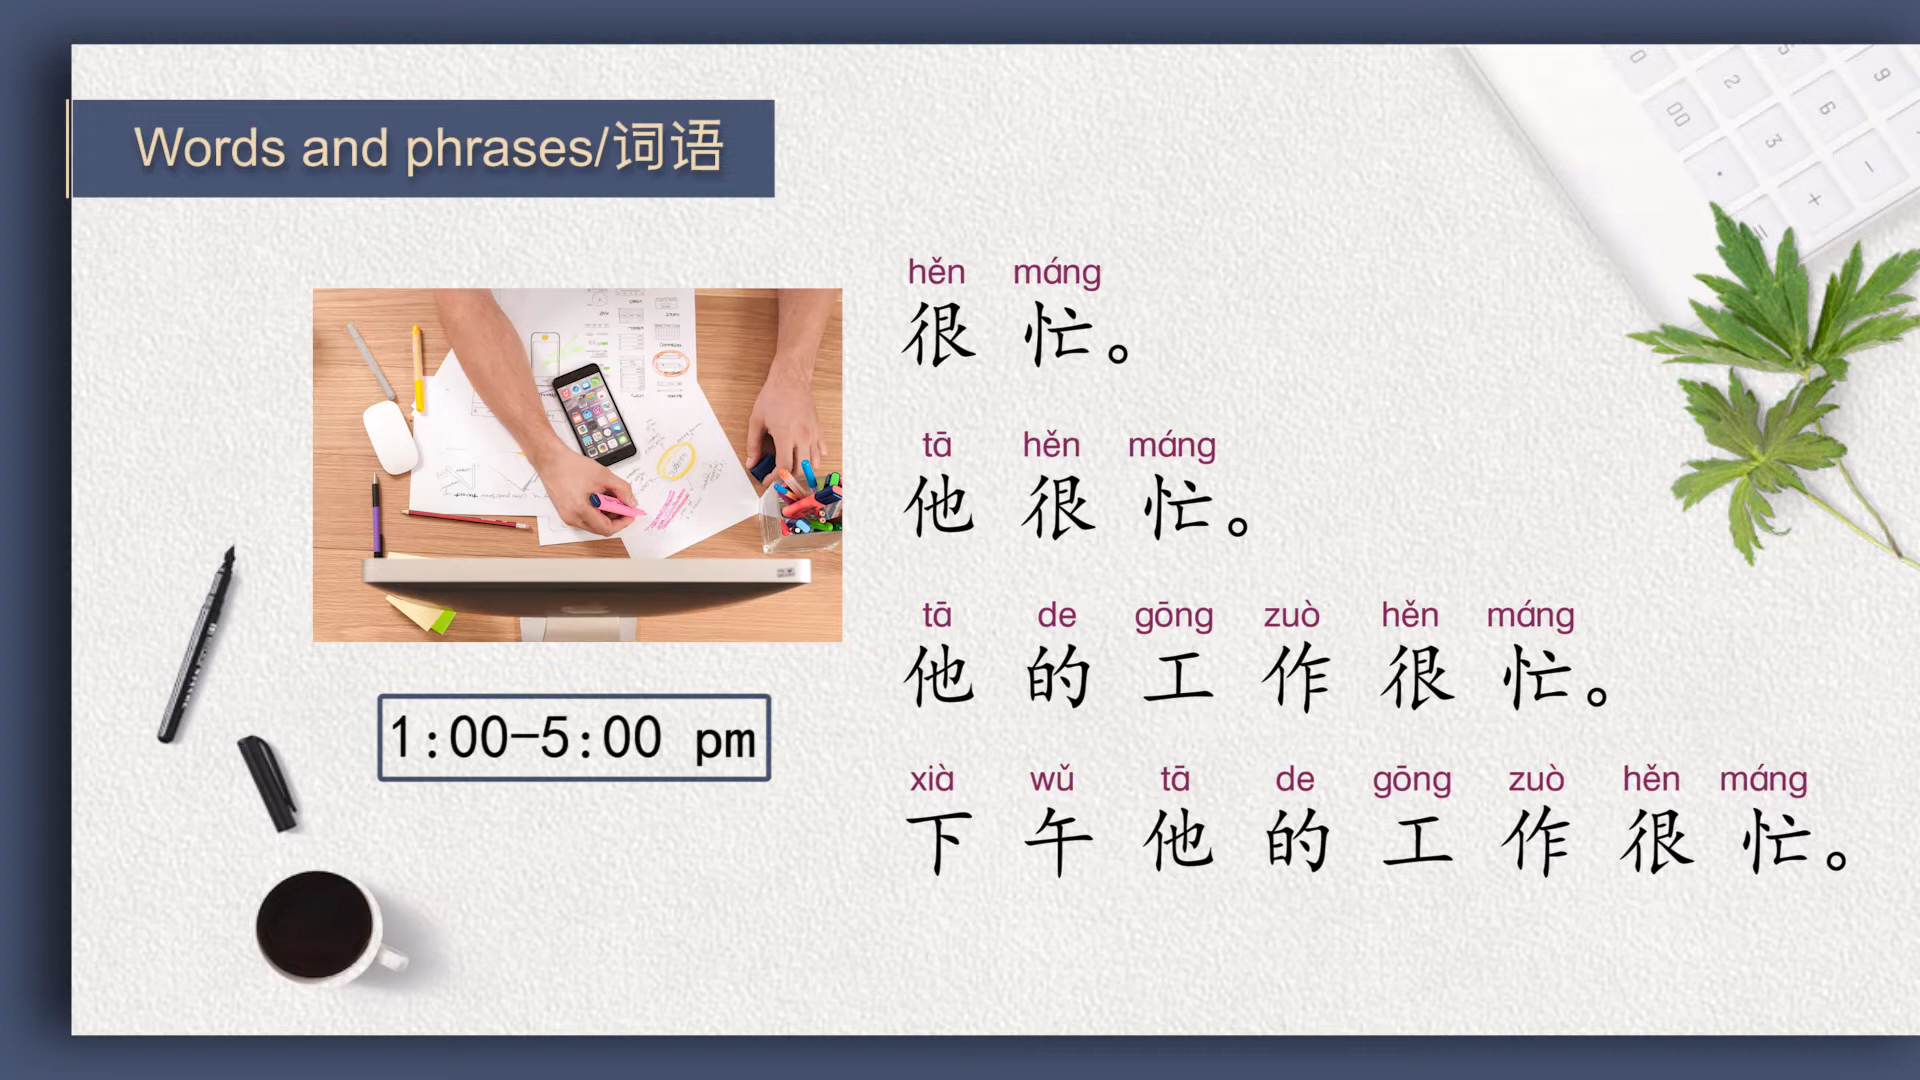 Words and phrases/词语
hěn máng
很 忙。
tā hěn máng
他 很 忙。
tā de gōng zuò hěn máng
他 的 工 作 很 忙。
xià wǔ tā de gōng zuò hěn máng
下 午 他 的 工 作 很 忙。
1:00-5:00 pm